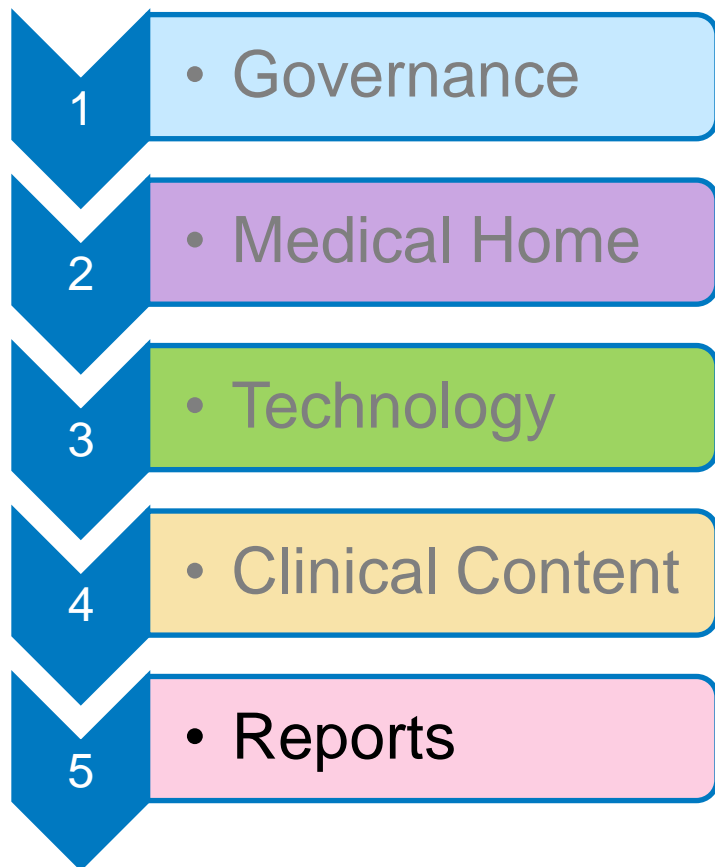 1
• Governance
2
• Medical Home
3
• Technology
4
• Clinical Content
5
• Reports